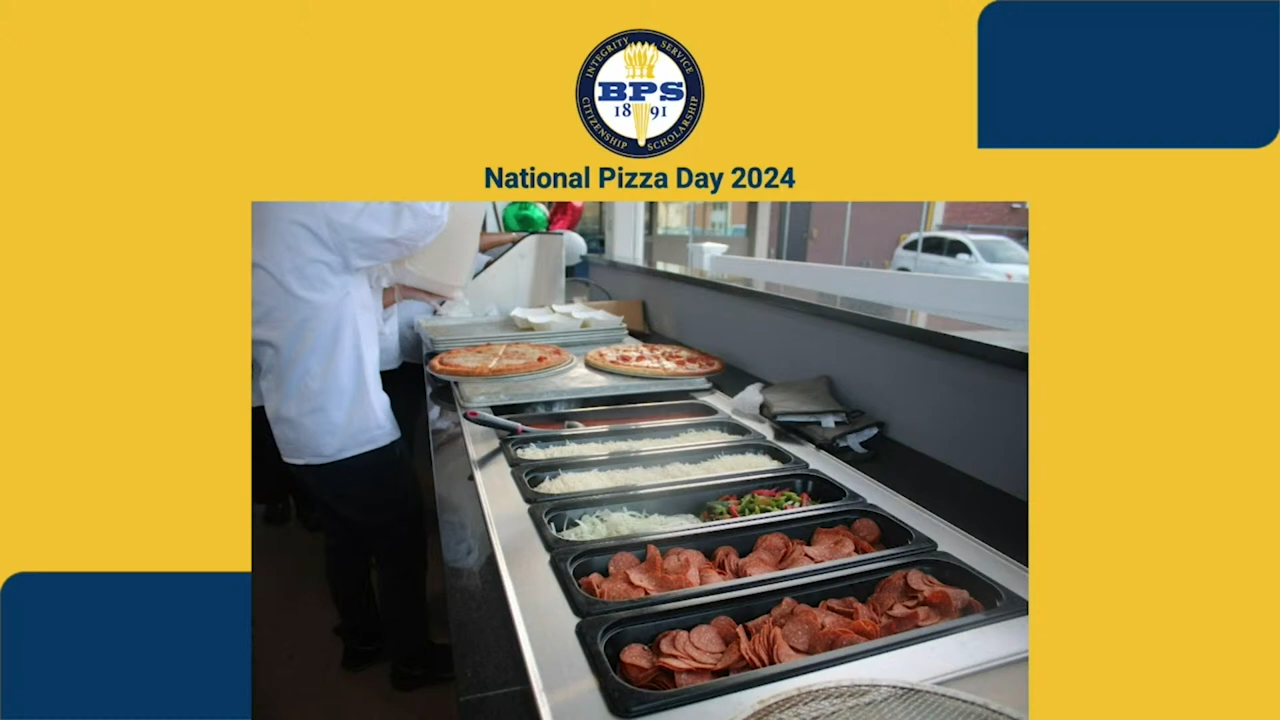 INTEGRITY SERVICE
BPS
18 91
CITIZENSHIP SCHOLARSHIP
National Pizza Day 2024